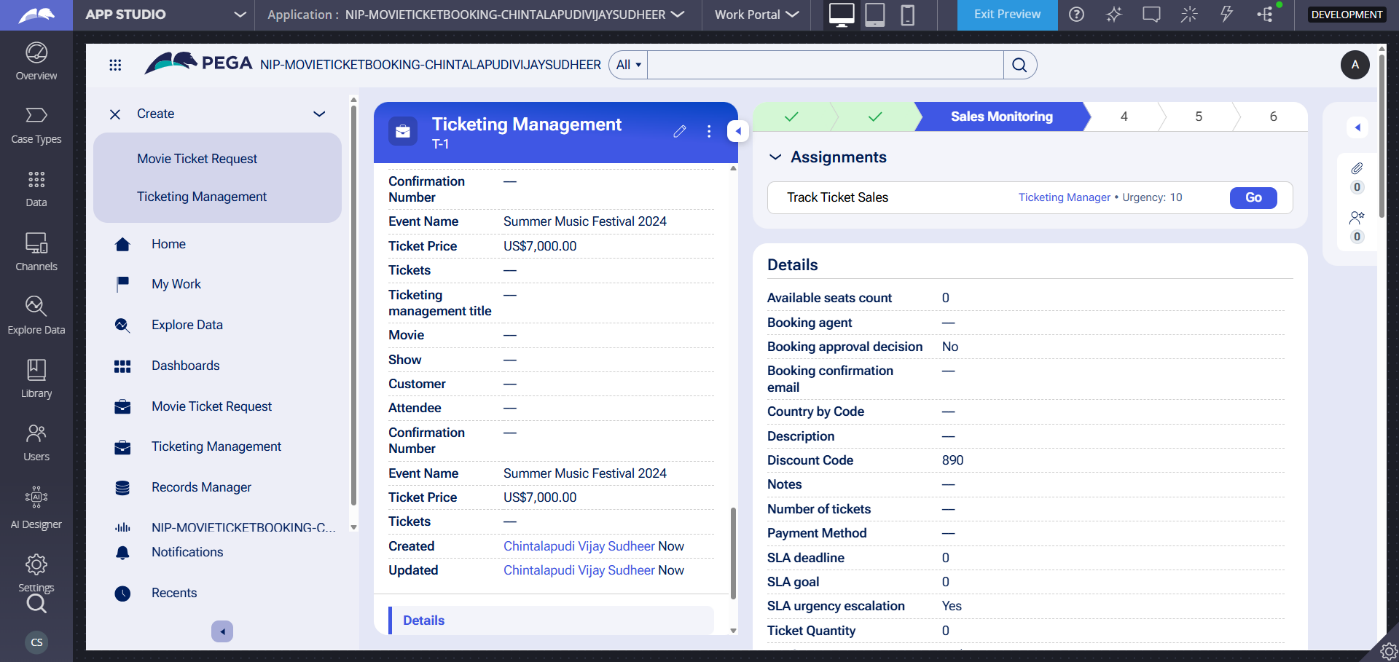 APP STUDIO
Application : NIP-MOVIETICKETBOOKING-CHINTALAPUDIVIJAYSUDHEER
Work Portal
Exit Preview
DEVELOPMENT
Overview
Case Types
Data
Channels
Explore Data
Library
Users
AI
AI Designer
Settings
CS
PEGA NIP-MOVIETICKETBOOKING-CHINTALAPUDIVIJAYSUDHEER
All
A
Create
Movie Ticket Request
Ticketing Management
Home
My Work
Explore Data
Dashboards
Movie Ticket Request
Ticketing Management
Records Manager
NIP-MOVIETICKETBOOKING-C...
Notifications
Recents
Ticketing Management
T-1
Confirmation Number —
Event Name Summer Music Festival 2024
Ticket Price US$7,000.00
Tickets —
Ticketing management title —
Movie —
Show —
Customer —
Attendee —
Confirmation Number —
Event Name Summer Music Festival 2024
Ticket Price US$7,000.00
Tickets —
Created Chintalapudi Vijay Sudheer Now
Updated Chintalapudi Vijay Sudheer Now
Details
Sales Monitoring 4 5 6
Assignments
Track Ticket Sales Ticketing Manager • Urgency: 10 Go
Details
Available seats count 0
Booking agent —
Booking approval decision No
Booking confirmation email —
Country by Code —
Description —
Discount Code 890
Notes —
Number of tickets —
Payment Method —
SLA deadline 0
SLA goal 0
SLA urgency escalation Yes
Ticket Quantity 0
0
0